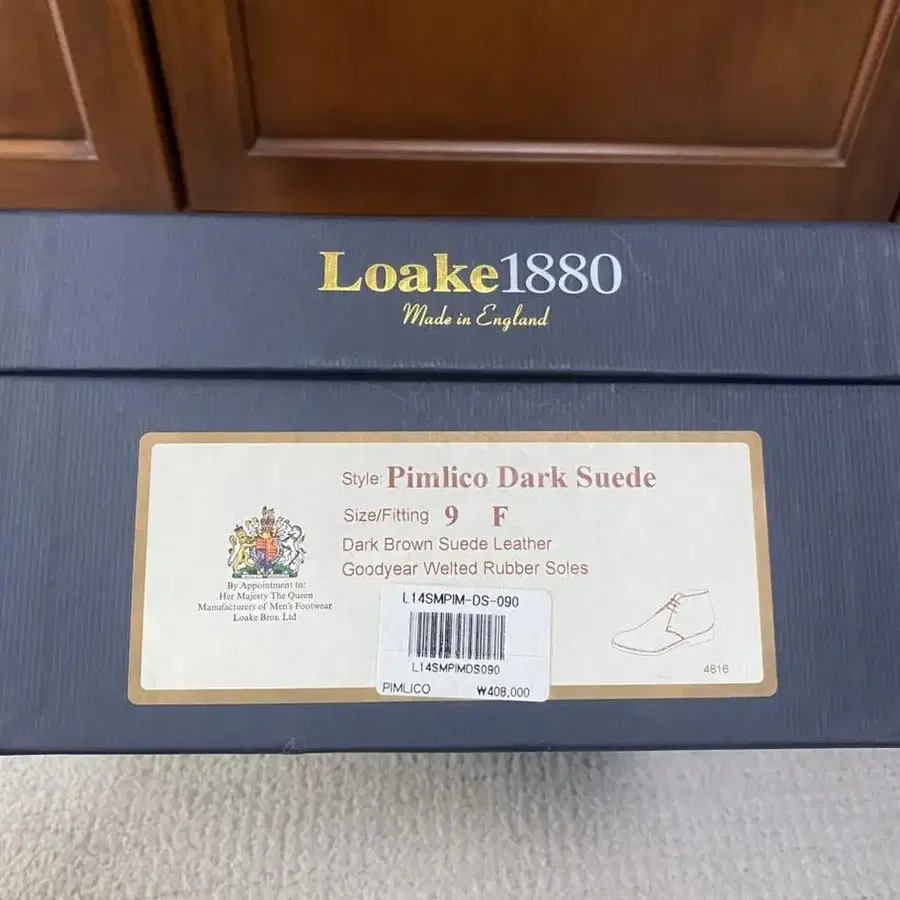 Loake1880
Made in England
Style: Pimlico Dark Suede
Size/Fitting 9 F
Dark Brown Suede Leather
Goodyear Welted Rubber Soles
By Appointment to:
Her Majesty The Queen
Manufacturers of Men's Footwear
Loake Bros. Ltd
L14SMPIM-DS-090
L14SMPIMDS090
PIMLICO ₩408,000
4816